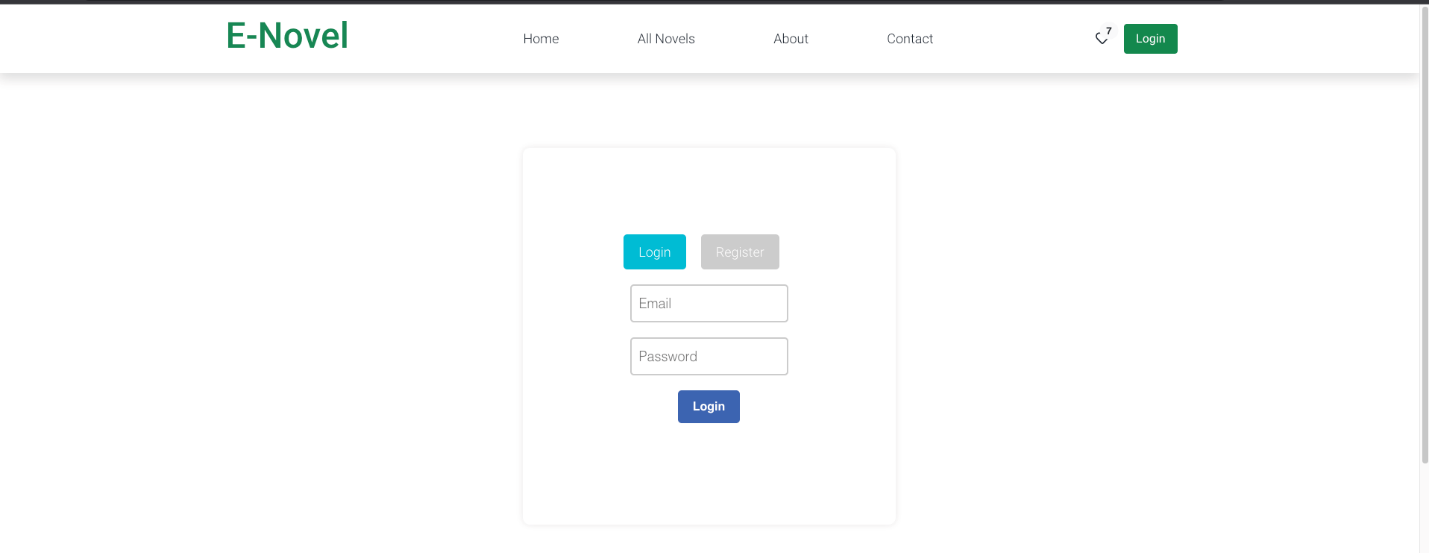 E-Novel Home All Novels About Contact 7 Login
Login Register
Email
Password
Login